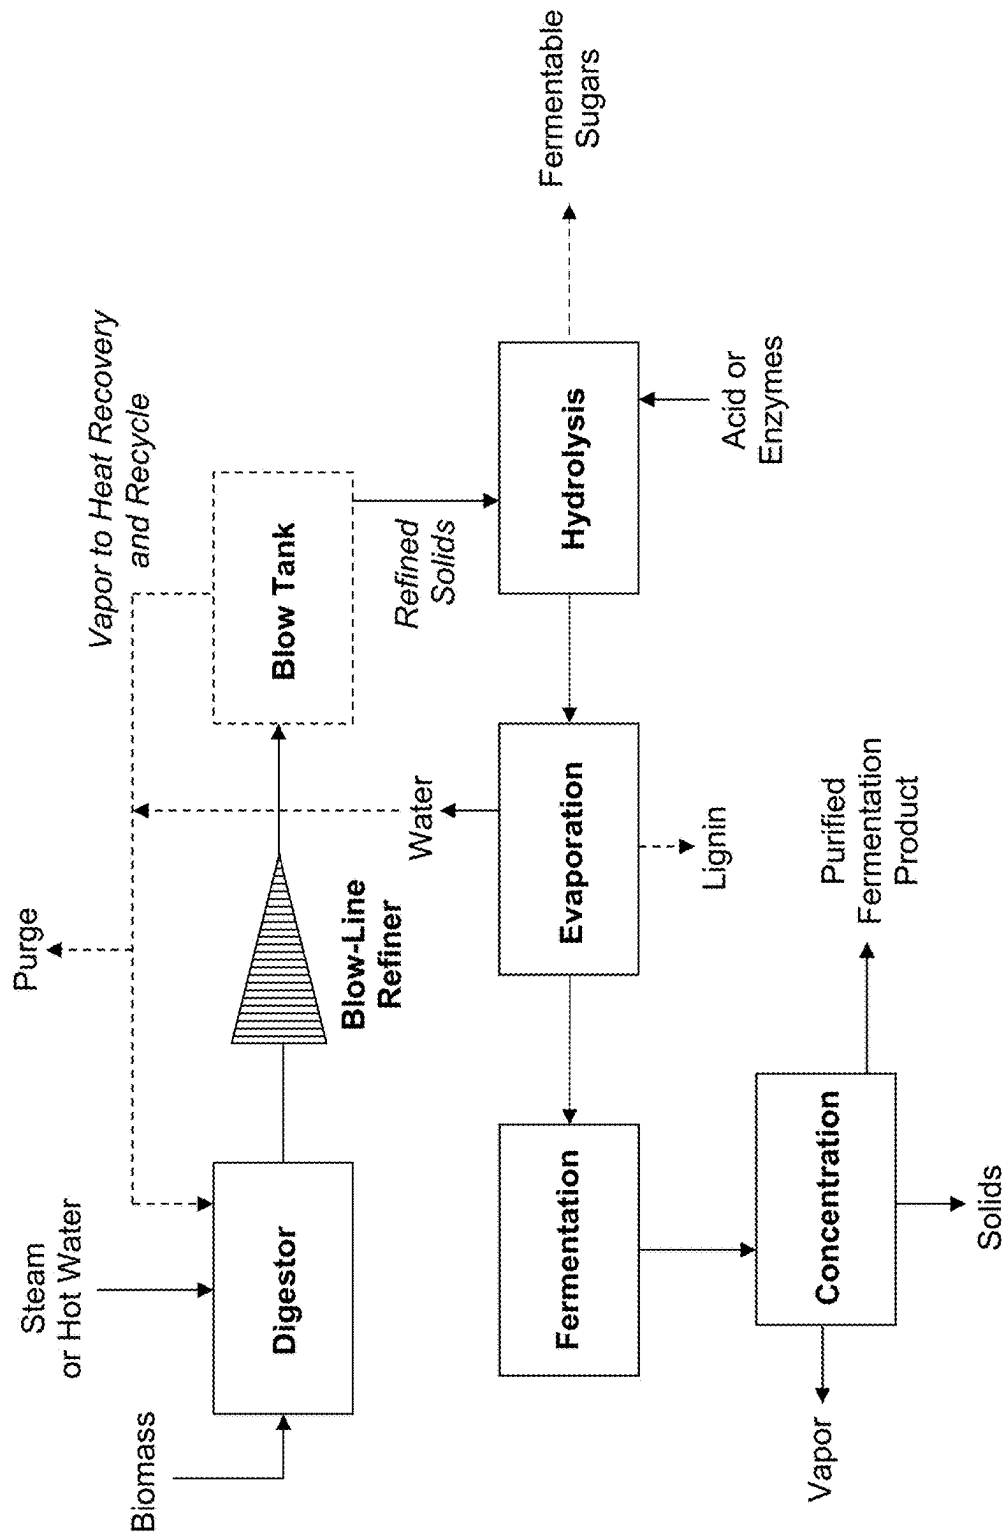 Biomass
Steam
or Hot Water
Purge
Vapor to Heat Recovery
and Recycle
Digestor
Blow-Line
Refiner
Blow Tank
Refined
Solids
Water
Fermentation
Evaporation
Hydrolysis
Fermentable
Sugars
Lignin
Acid or
Enzymes
Vapor
Concentration
Purified
Fermentation
Product
Solids